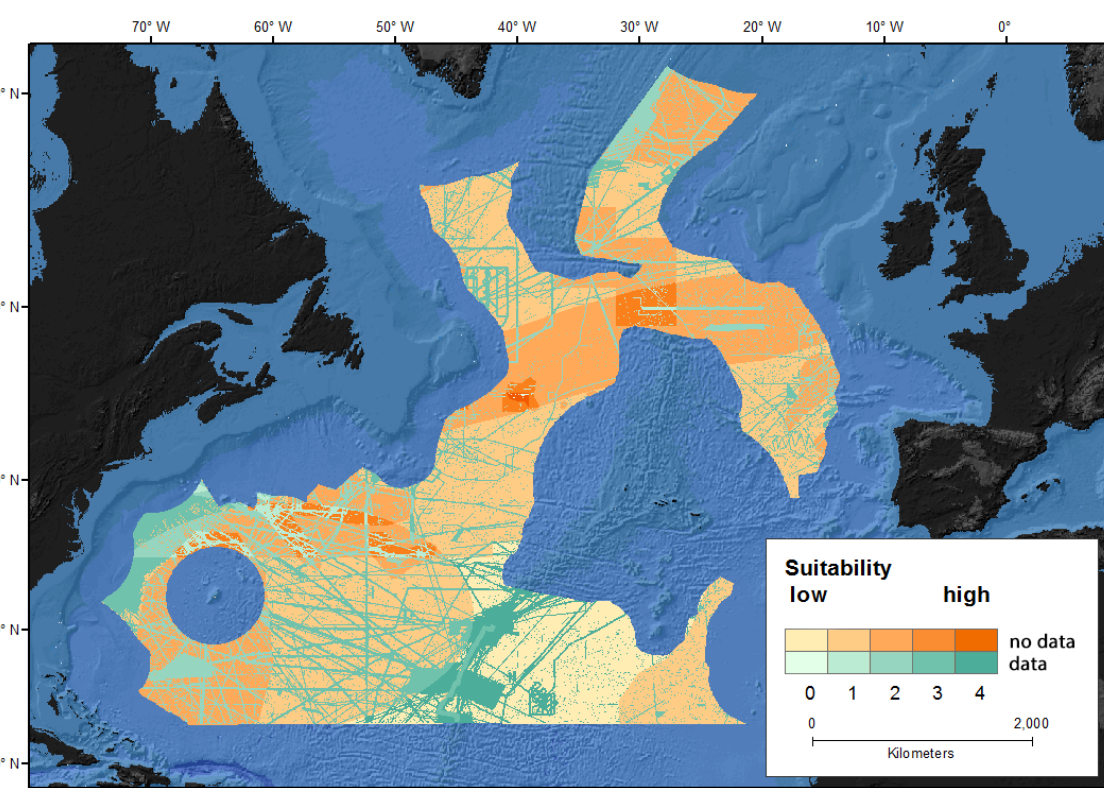 70° W 60° W 50° W 40° W 30° W 20° W 10° W 0°
° N
° N
° N
° N
° N
Suitability
low high
no data
data
0 1 2 3 4
0 2,000
Kilometers